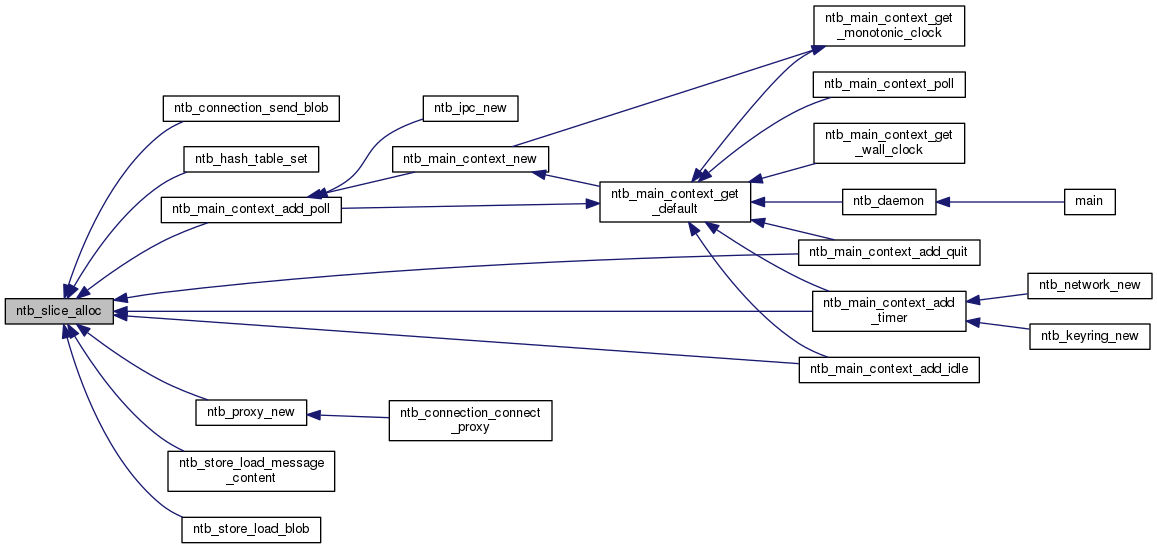 ntb_main_context_get
_monotonic_clock
ntb_connection_send_blob
ntb_ipc_new
ntb_main_context_poll
ntb_hash_table_set
ntb_main_context_new
ntb_main_context_get
_wall_clock
ntb_main_context_add_poll
ntb_main_context_get
_default
ntb_daemon
main
ntb_main_context_add_quit
ntb_slice_alloc
ntb_main_context_add
_timer
ntb_network_new
ntb_keyring_new
ntb_main_context_add_idle
ntb_proxy_new
ntb_connection_connect
_proxy
ntb_store_load_message
_content
ntb_store_load_blob